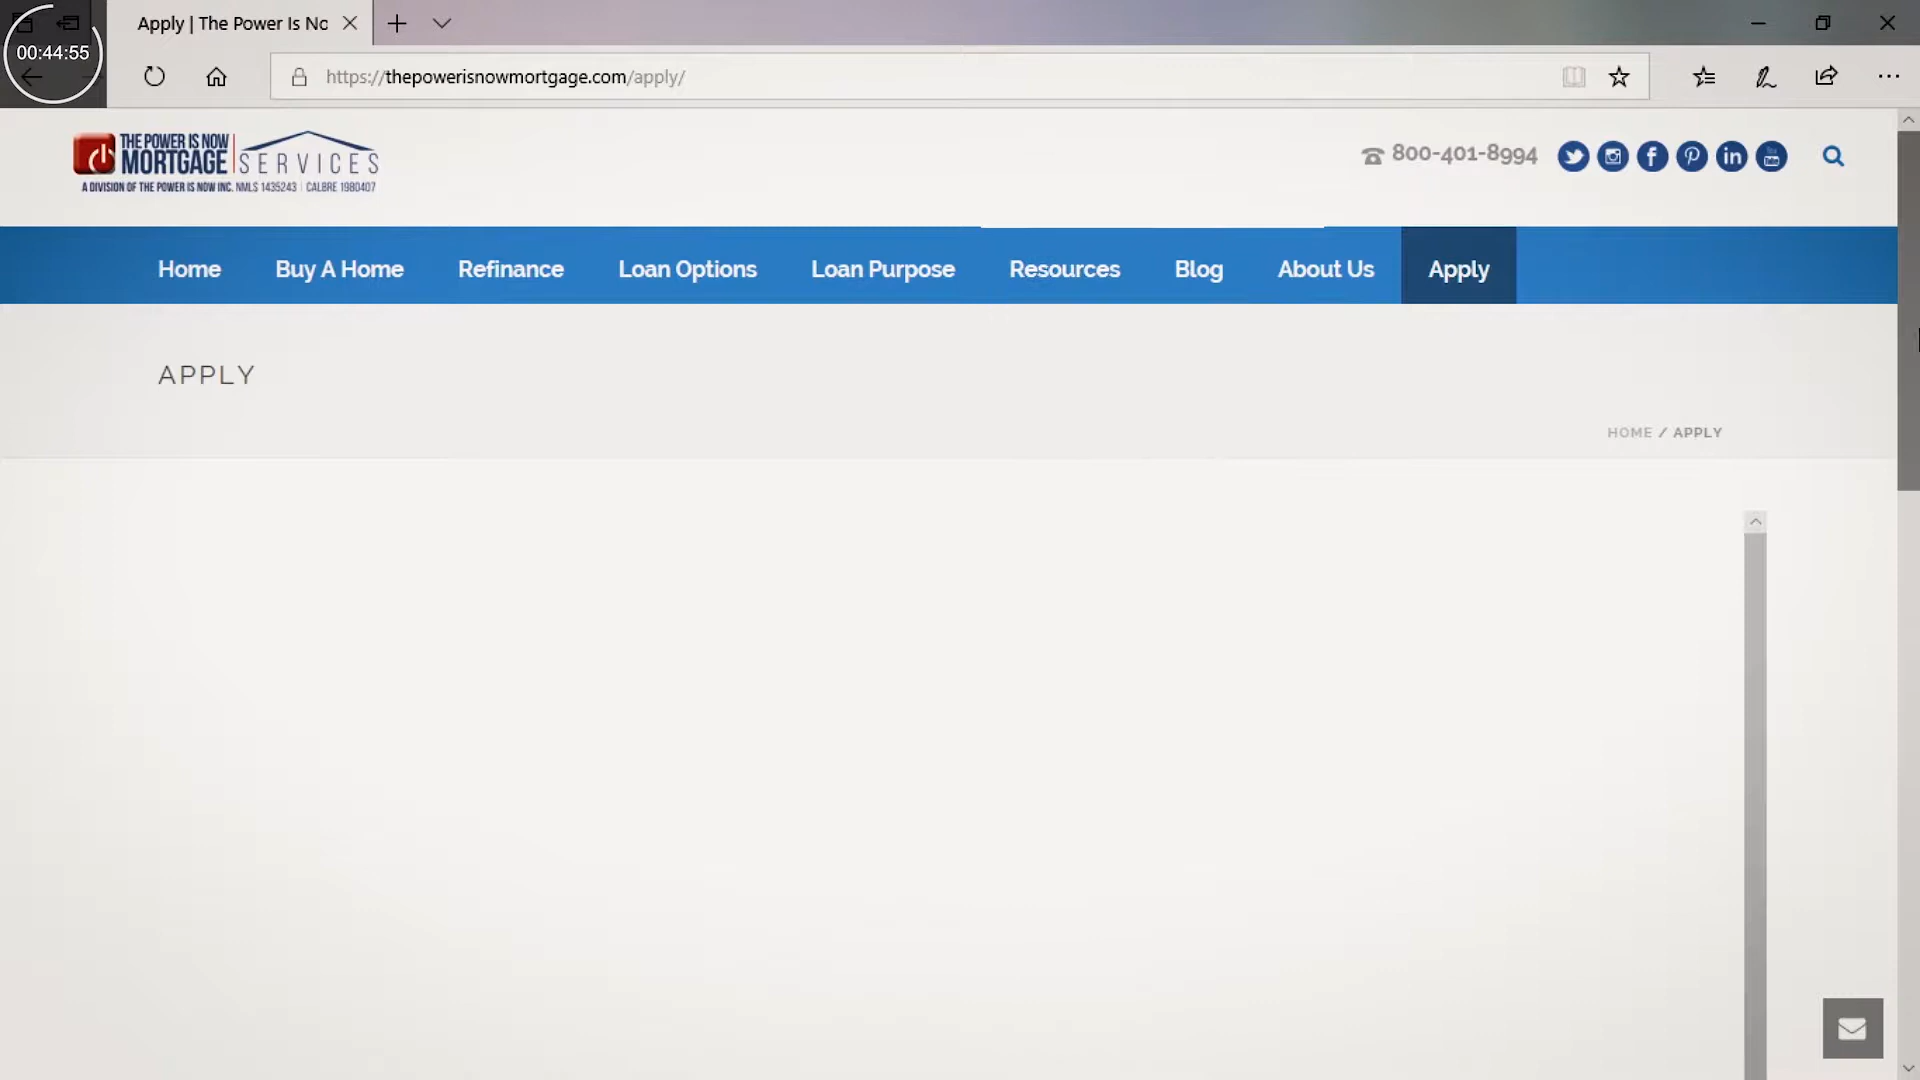 00:44:55
Apply | The Power Is No
https://thepowerisnowmortgage.com/apply/
THE POWER IS NOW
MORTGAGE SERVICES
A DIVISION OF THE POWER IS NOW INC. NMLS 1435243 | CALBRE 1980407
800-401-8994
Home Buy A Home Refinance Loan Options Loan Purpose Resources Blog About Us Apply
APPLY
HOME / APPLY